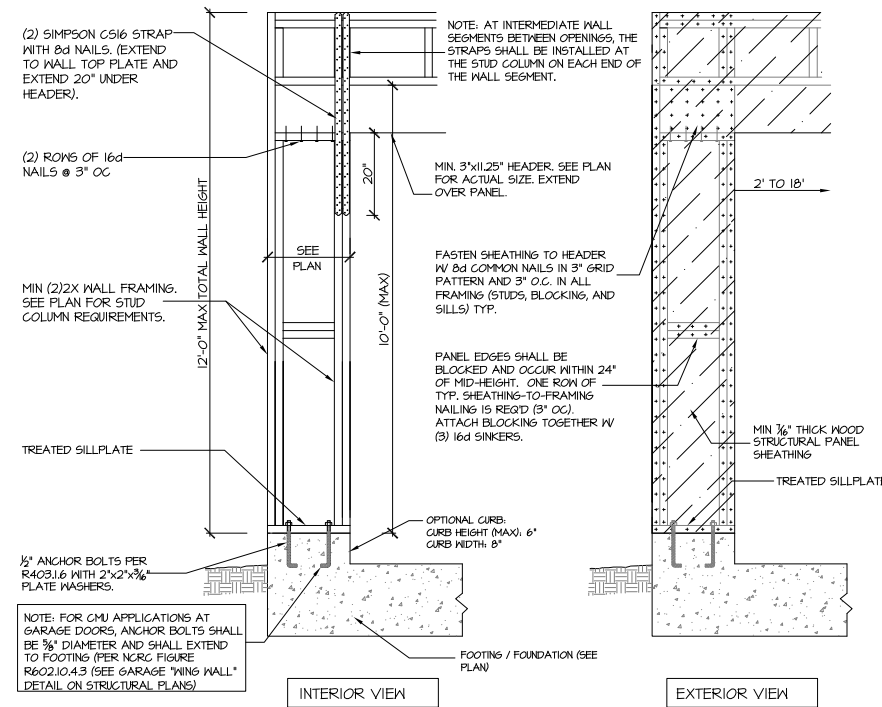 (2) SIMPSON CS16 STRAP
WITH 8d NAILS. (EXTEND
TO WALL TOP PLATE AND
EXTEND 20" UNDER
HEADER).
NOTE: AT INTERMEDIATE WALL
SEGMENTS BETWEEN OPENINGS, THE
STRAPS SHALL BE INSTALLED AT
THE STUD COLUMN ON EACH END OF
THE WALL SEGMENT.
(2) ROWS OF 16d
NAILS @ 3" OC
20"
MIN. 3"x11.25" HEADER. SEE PLAN
FOR ACTUAL SIZE. EXTEND
OVER PANEL.
2' TO 18'
12'-0" MAX TOTAL WALL HEIGHT
SEE
PLAN
10'-0" (MAX)
FASTEN SHEATHING TO HEADER
W/ 8d COMMON NAILS IN 3" GRID
PATTERN AND 3" O.C. IN ALL
FRAMING (STUDS, BLOCKING, AND
SILLS) TYP.
MIN (2)2X WALL FRAMING.
SEE PLAN FOR STUD
COLUMN REQUIREMENTS.
PANEL EDGES SHALL BE
BLOCKED AND OCCUR WITHIN 24"
OF MID-HEIGHT. ONE ROW OF
TYP. SHEATHING-TO-FRAMING
NAILING IS REQ'D (3" OC).
ATTACH BLOCKING TOGETHER W/
(3) 16d SINKERS.
MIN 7/16" THICK WOOD
STRUCTURAL PANEL
SHEATHING
TREATED SILLPLATE
TREATED SILLPLATE
OPTIONAL CURB:
CURB HEIGHT (MAX): 6"
CURB WIDTH: 8"
1/2" ANCHOR BOLTS PER
R403.1.6 WITH 2"x2"x3/16"
PLATE WASHERS.
NOTE: FOR CMU APPLICATIONS AT
GARAGE DOORS, ANCHOR BOLTS SHALL
BE 5/8" DIAMETER AND SHALL EXTEND
TO FOOTING (PER NCRC FIGURE
R602.10.4.3 (SEE GARAGE "WING WALL"
DETAIL ON STRUCTURAL PLANS)
FOOTING / FOUNDATION (SEE
PLAN)
INTERIOR VIEW
EXTERIOR VIEW